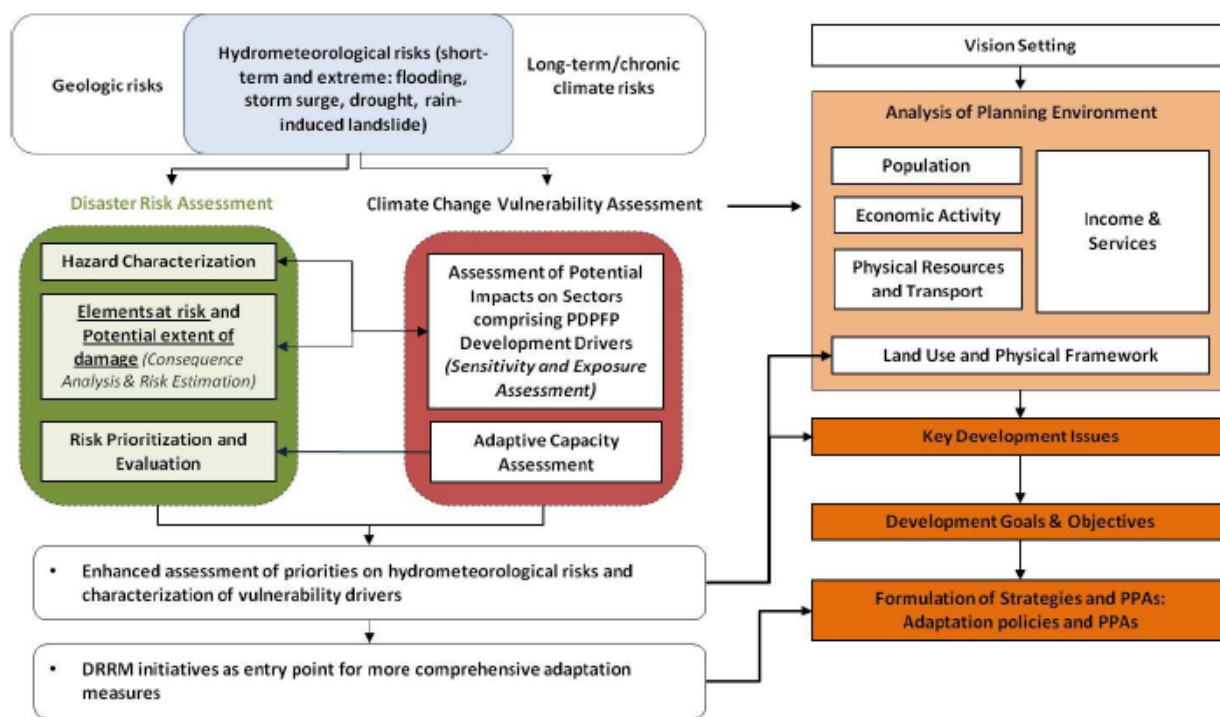 Geologic risks
Hydrometeorological risks (short-
term and extreme: flooding,
storm surge, drought, rain-
induced landslide)
Long-term/chronic
climate risks
Disaster Risk Assessment
Climate Change Vulnerability Assessment
Hazard Characterization
Elements at risk and
Potential extent of
damage (Consequence
Analysis & Risk Estimation)
Risk Prioritization and
Evaluation
Assessment of Potential
Impacts on Sectors
comprising PDPFP
Development Drivers
(Sensitivity and Exposure
Assessment)
Adaptive Capacity
Assessment
• Enhanced assessment of priorities on hydrometeorological risks and
characterization of vulnerability drivers
• DRRM initiatives as entry point for more comprehensive adaptation
measures
Vision Setting
Analysis of Planning Environment
Population
Economic Activity
Physical Resources
and Transport
Income &
Services
Land Use and Physical Framework
Key Development Issues
Development Goals & Objectives
Formulation of Strategies and PPAs:
Adaptation policies and PPAs